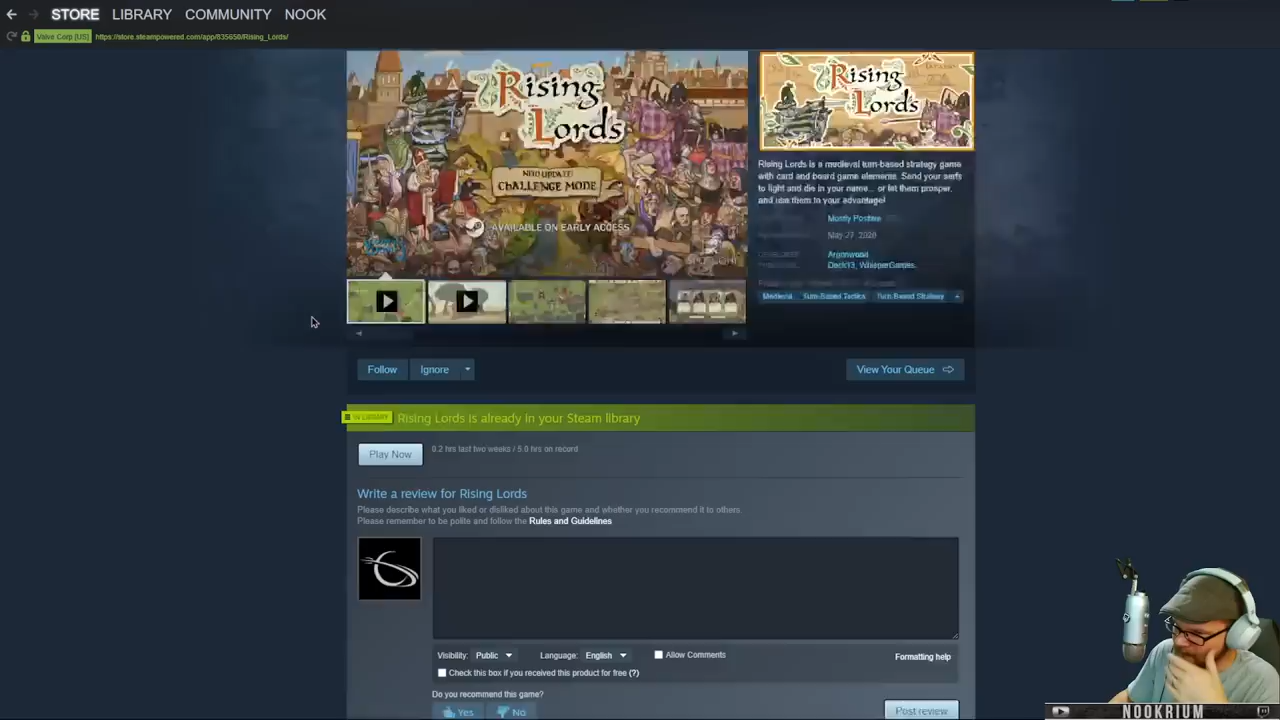 STORE LIBRARY COMMUNITY NOOK
Valve Corp [US] https://store.steampowered.com/app/835650/Rising_Lords/
Rising
Lords
NEW UPDATE
CHALLENGE MODE
AVAILABLE ON EARLY ACCESS
Rising
Lords
Rising Lords is a medieval turn-based strategy game
with card and board game elements. Send your serfs
to fight and die in your name... or let them prosper,
and use them to your advantage!
Mostly Positive
May 27, 2020
Argonwood
Deck13, WhisperGames,
Medieval Turn-Based Tactics Turn-Based Strategy +
Follow Ignore View Your Queue
IN LIBRARY Rising Lords is already in your Steam library
Play Now 0.2 hrs last two weeks / 5.0 hrs on record
Write a review for Rising Lords
Please describe what you liked or disliked about this game and whether you recommend it to others.
Please remember to be polite and follow the Rules and Guidelines
Visibility: Public Language: English Allow Comments Formatting help
Check this box if you received this product for free (?)
Do you recommend this game?
Yes No Post review
NOOKRIUM